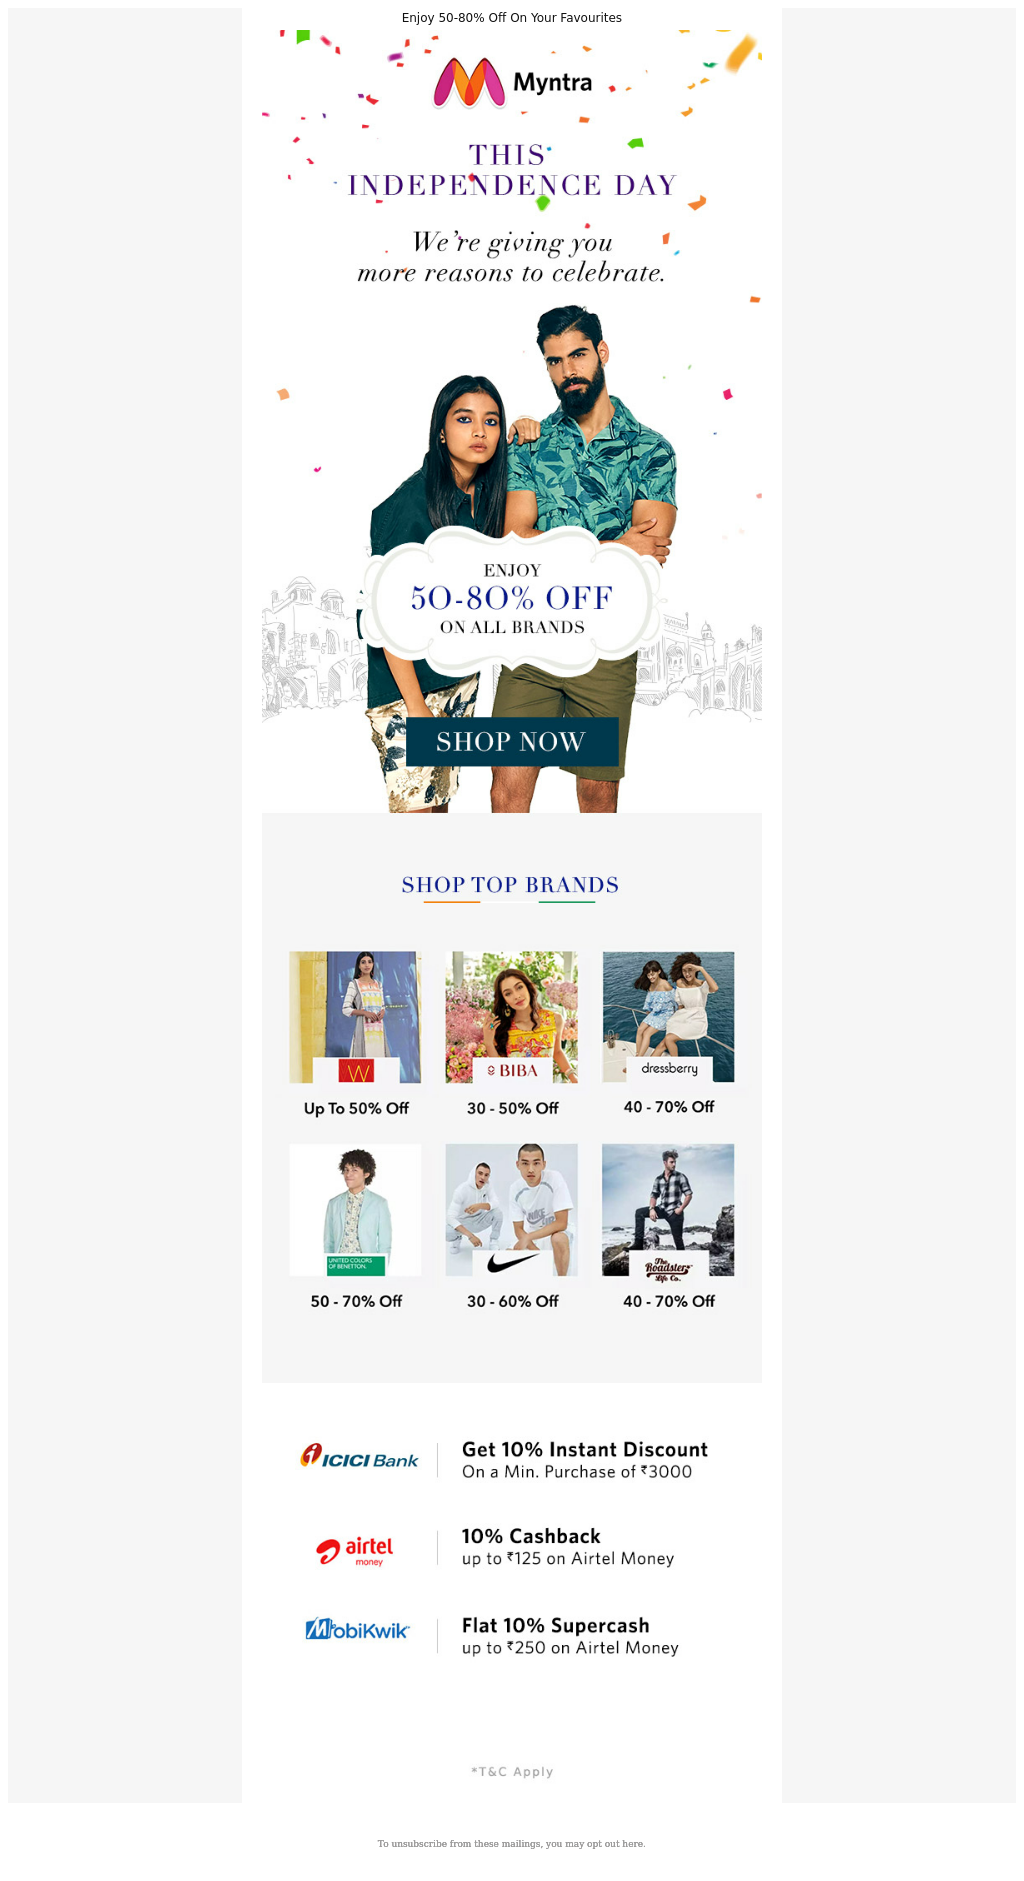 Enjoy 50-80% Off On Your Favourites
Myntra
THIS
INDEPENDENCE DAY
We're giving you
more reasons to celebrate.
ENJOY
50-80% OFF
ON ALL BRANDS
SHOP NOW
SHOP TOP BRANDS
W
BIBA
dressberry
Up To 50% Off
30 - 50% Off
40 - 70% Off
NIKE
UNITED COLORS
OF BENETTON.
The
Roadster
Life Co.
50 - 70% Off
30 - 60% Off
40 - 70% Off
ICICI Bank
Get 10% Instant Discount
On a Min. Purchase of ₹3000
airtel
money
10% Cashback
up to ₹125 on Airtel Money
MobiKwik
Flat 10% Supercash
up to ₹250 on Airtel Money
*T&C Apply
To unsubscribe from these mailings, you may opt out here.